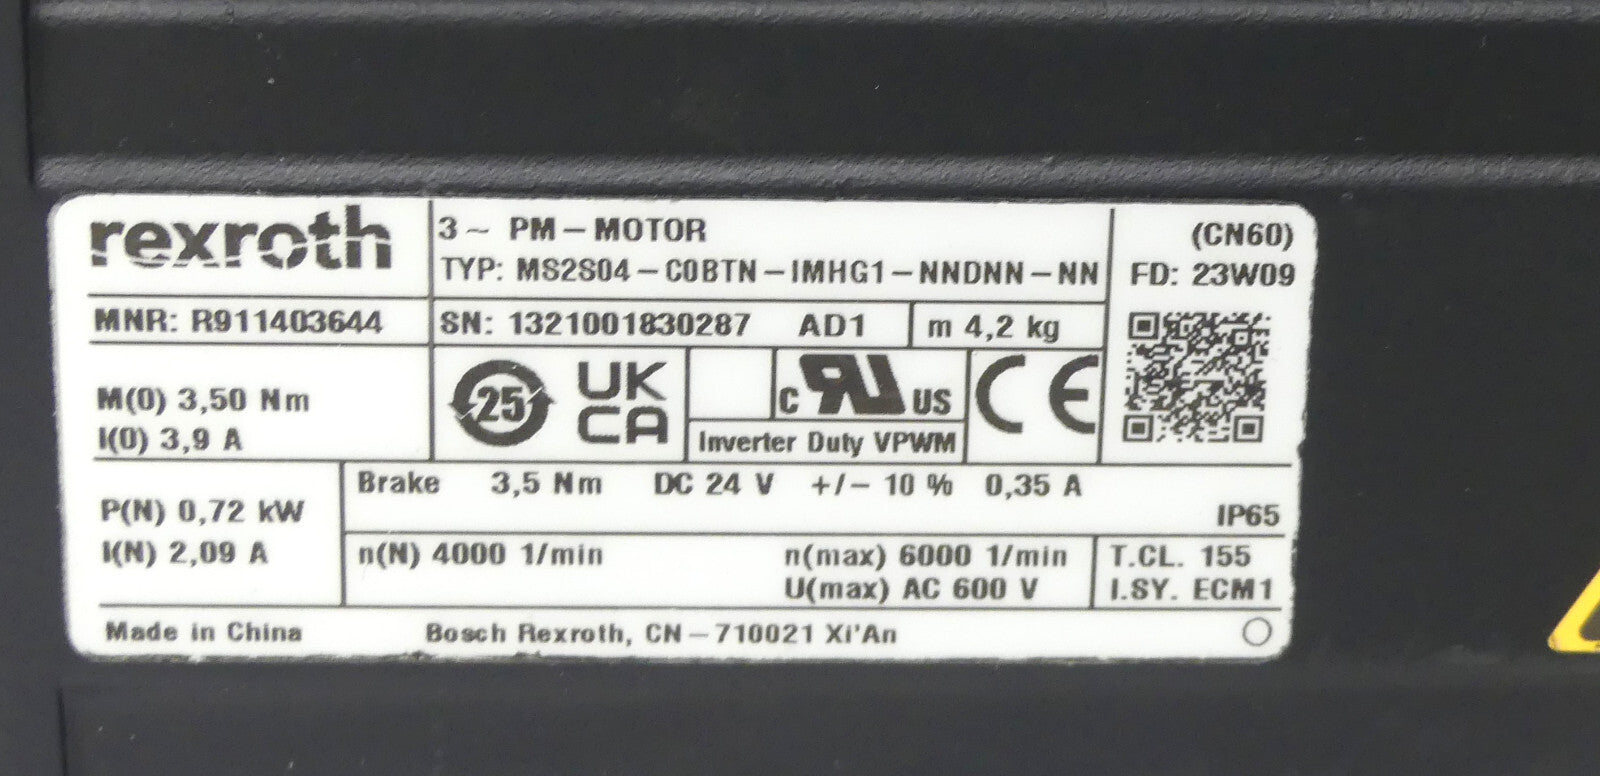 rexroth
3~ PM-MOTOR
TYP: MS2S04-C0BTN-IMHG1-NNDNN-NN
(CN60)
FD: 23W09
MNR: R911403644
SN: 1321001830287 AD1
m 4,2 kg
M(0) 3,50 Nm
I(0) 3,9 A
25
UK
CA
C RU US
Inverter Duty VPWM
CE
P(N) 0,72 kW
I(N) 2,09 A
Brake 3,5 Nm DC 24 V +/- 10 % 0,35 A
IP65
n(N) 4000 1/min
n(max) 6000 1/min
U(max) AC 600 V
T.CL. 155
I.SY. ECM1
Made in China
Bosch Rexroth, CN-710021 Xi'An